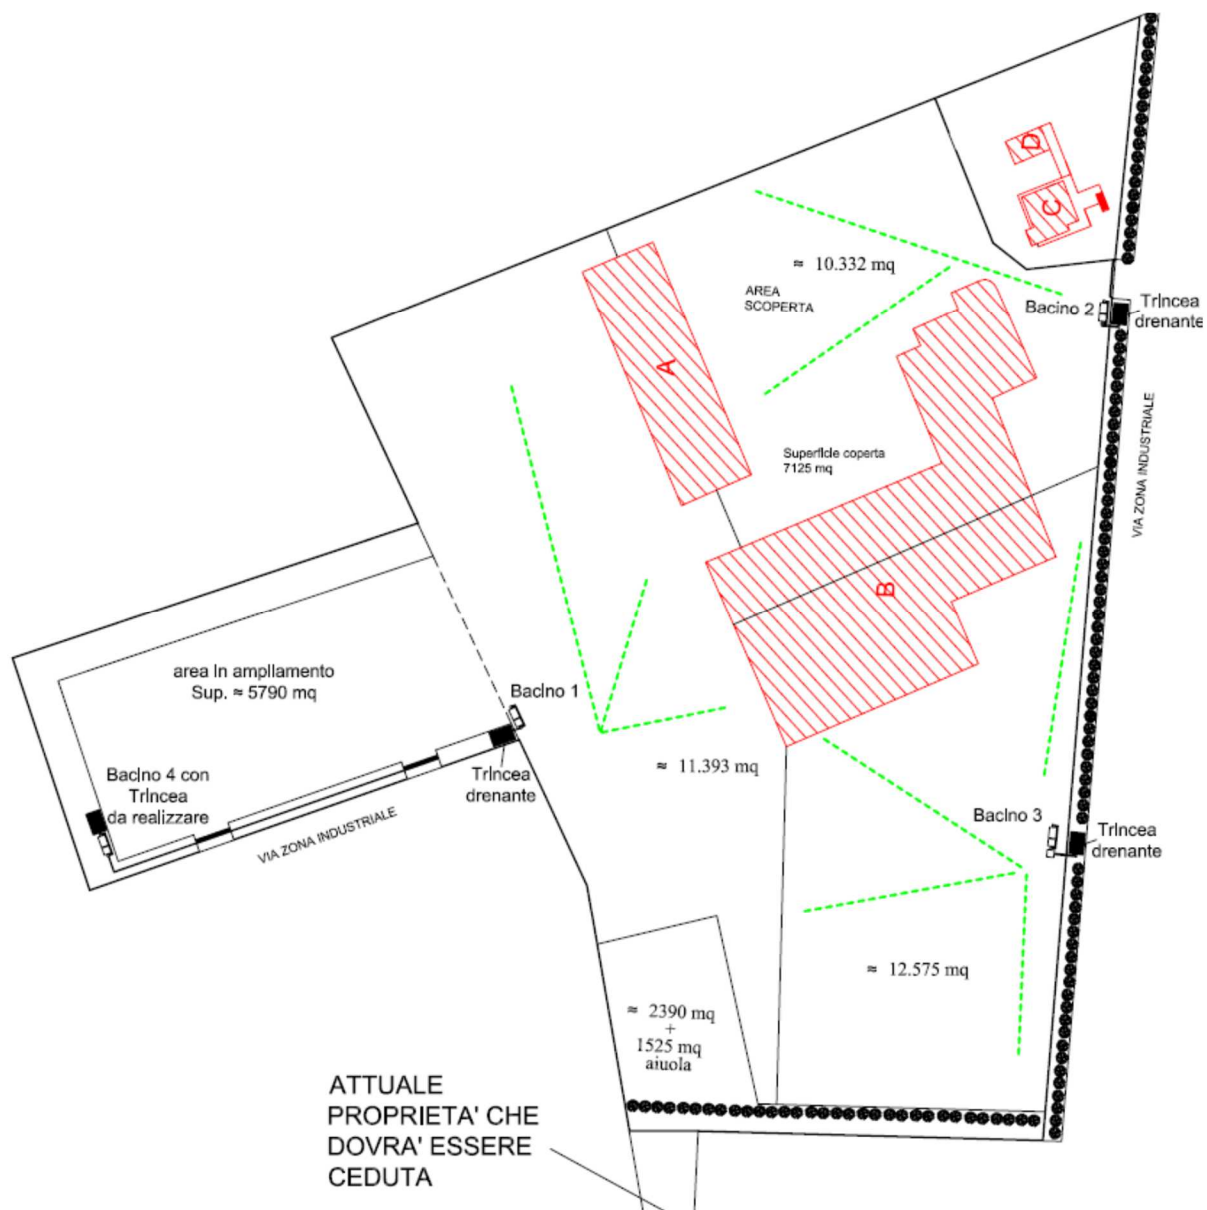 D
C
≈ 10.332 mq
AREA
SCOPERTA
Bacino 2
Trincea
drenante
A
VIA ZONA INDUSTRIALE
Superficie coperta
7125 mq
B
area in ampliamento
Sup. ≈ 5790 mq
Bacino 1
Trincea
drenante
≈ 11.393 mq
Bacino 4 con
Trincea
da realizzare
VIA ZONA INDUSTRIALE
Bacino 3
Trincea
drenante
≈ 12.575 mq
≈ 2390 mq
+
1525 mq
aiuola
ATTUALE
PROPRIETA' CHE
DOVRA' ESSERE
CEDUTA